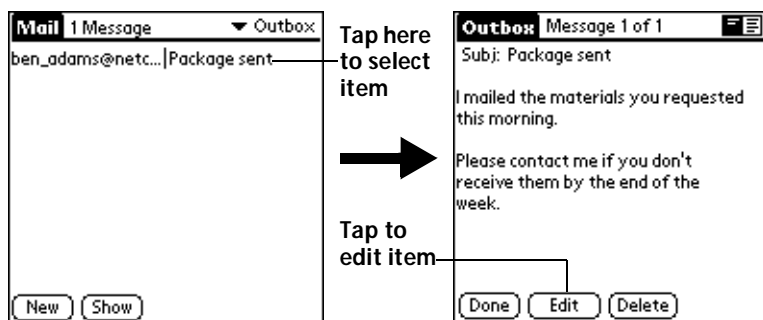 Mail 1 Message Outbox
ben_adams@netc... Package sent
New Show
Tap here
to select
item
Tap to
edit item
Outbox Message 1 of 1
Subj: Package sent
I mailed the materials you requested
this morning.
Please contact me if you don't
receive them by the end of the
week.
Done Edit Delete